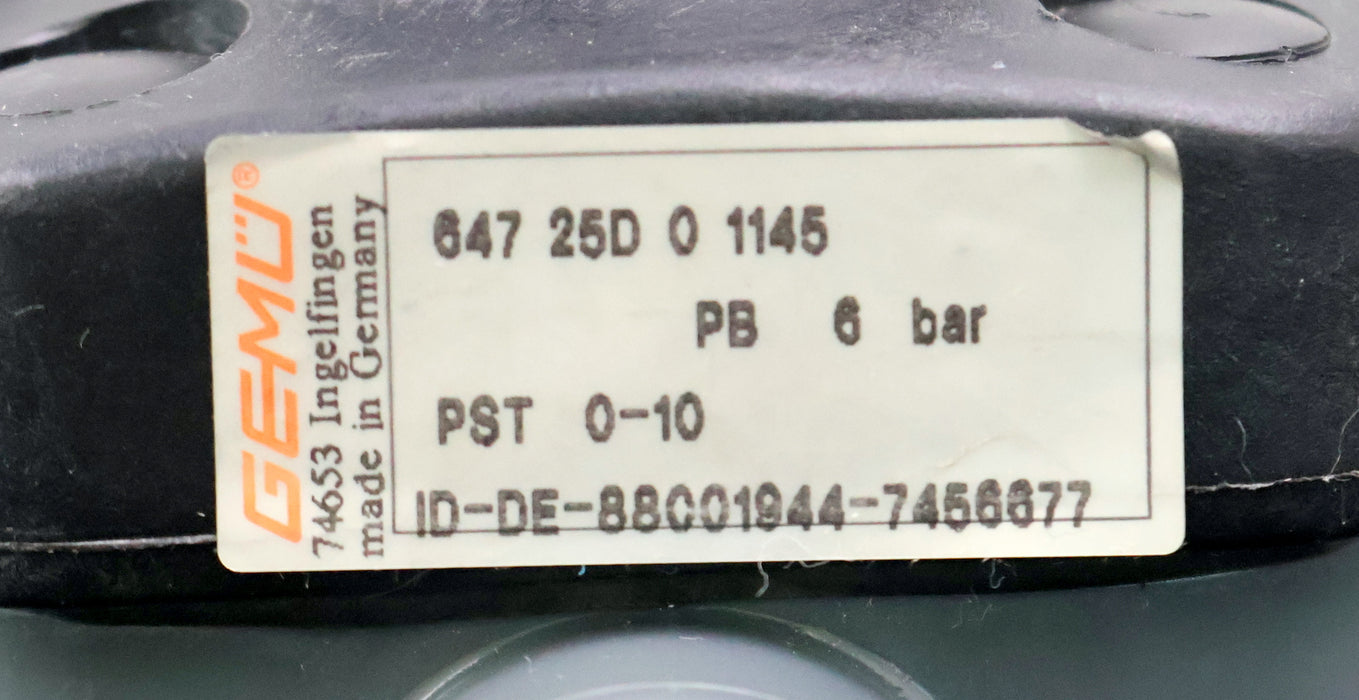 GEMÜ®
74653 Ingelfingen
made in Germany
647 25D 0 1145
PB 6 bar
PST 0-10
ID-DE-88001944-7456677